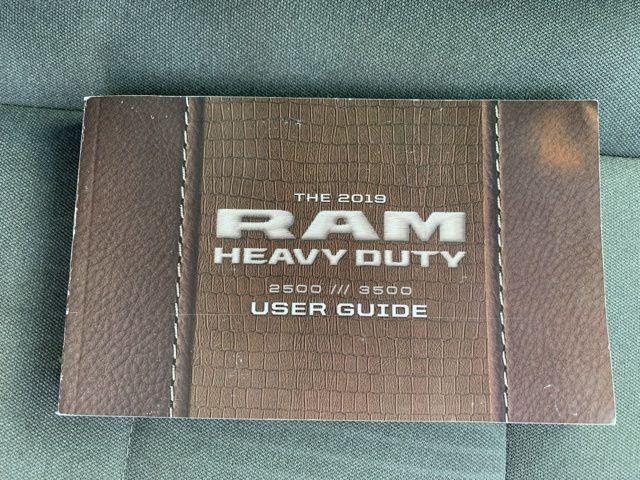 THE 2019
RAM
HEAVY DUTY
2500 /// 3500
USER GUIDE